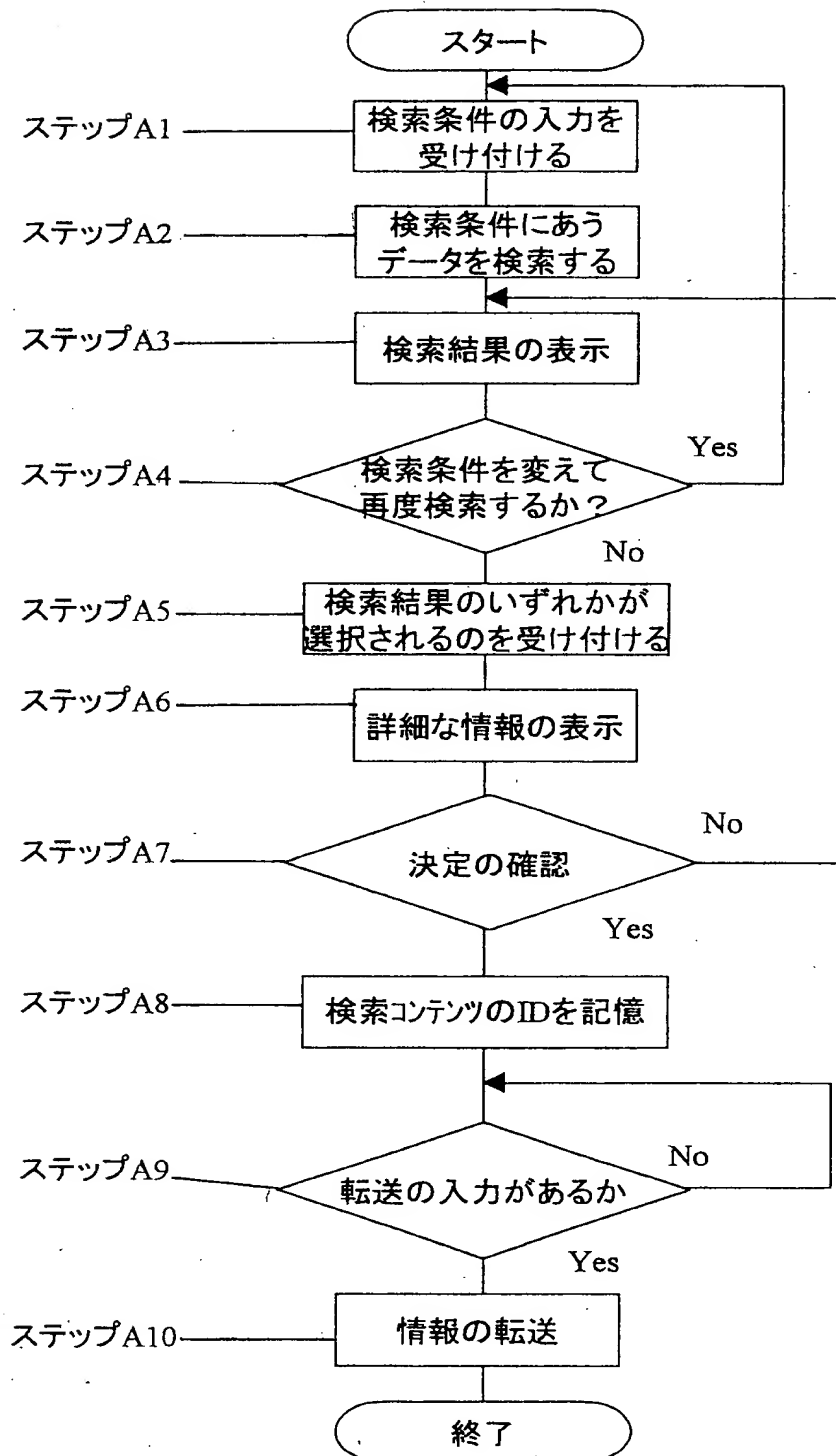 スタート
ステップA1
検索条件の入力を
受け付ける
ステップA2
検索条件にあう
データを検索する
ステップA3
検索結果の表示
ステップA4
検索条件を変えて
再度検索するか？
Yes
No
ステップA5
検索結果のいずれかが
選択されるのを受け付ける
ステップA6
詳細な情報の表示
ステップA7
決定の確認
No
Yes
ステップA8
検索コンテンツのIDを記憶
ステップA9
転送の入力があるか
No
Yes
ステップA10
情報の転送
終了